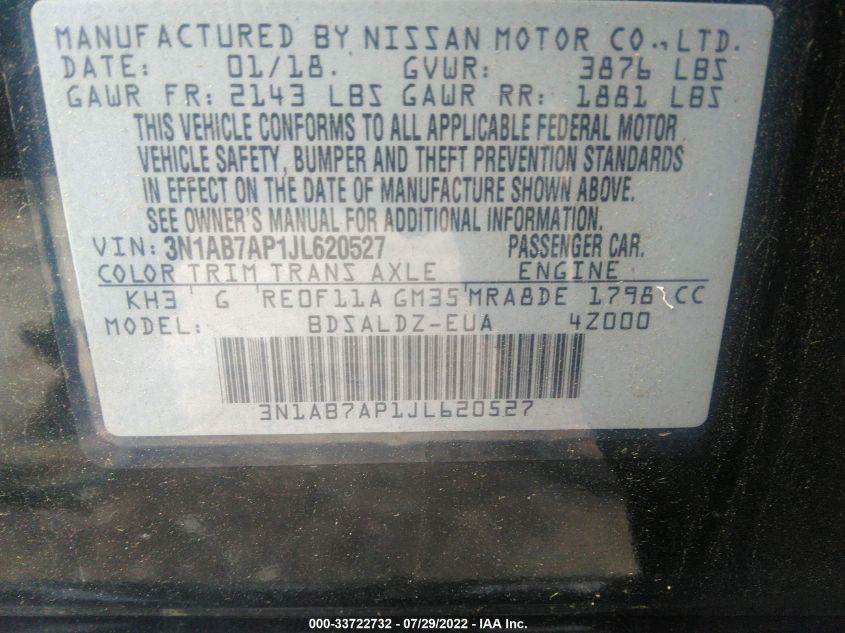 MANUFACTURED BY NISSAN MOTOR CO., LTD.
DATE: 01/18. GVWR: 3876 LBS
GAWR FR: 2143 LBS GAWR RR: 1881 LBS
THIS VEHICLE CONFORMS TO ALL APPLICABLE FEDERAL MOTOR
VEHICLE SAFETY, BUMPER AND THEFT PREVENTION STANDARDS
IN EFFECT ON THE DATE OF MANUFACTURE SHOWN ABOVE.
SEE OWNER'S MANUAL FOR ADDITIONAL INFORMATION.
VIN: 3N1AB7AP1JL620527 PASSENGER CAR.
COLOR TRIM TRANS AXLE ENGINE
KH3 G RE0F11A GM35 MRA8DE 1798 CC
MODEL: BDSALDZ-EUA 4Z000
3N1AB7AP1JL620527
000-33722732 - 07/29/2022 - IAA Inc.